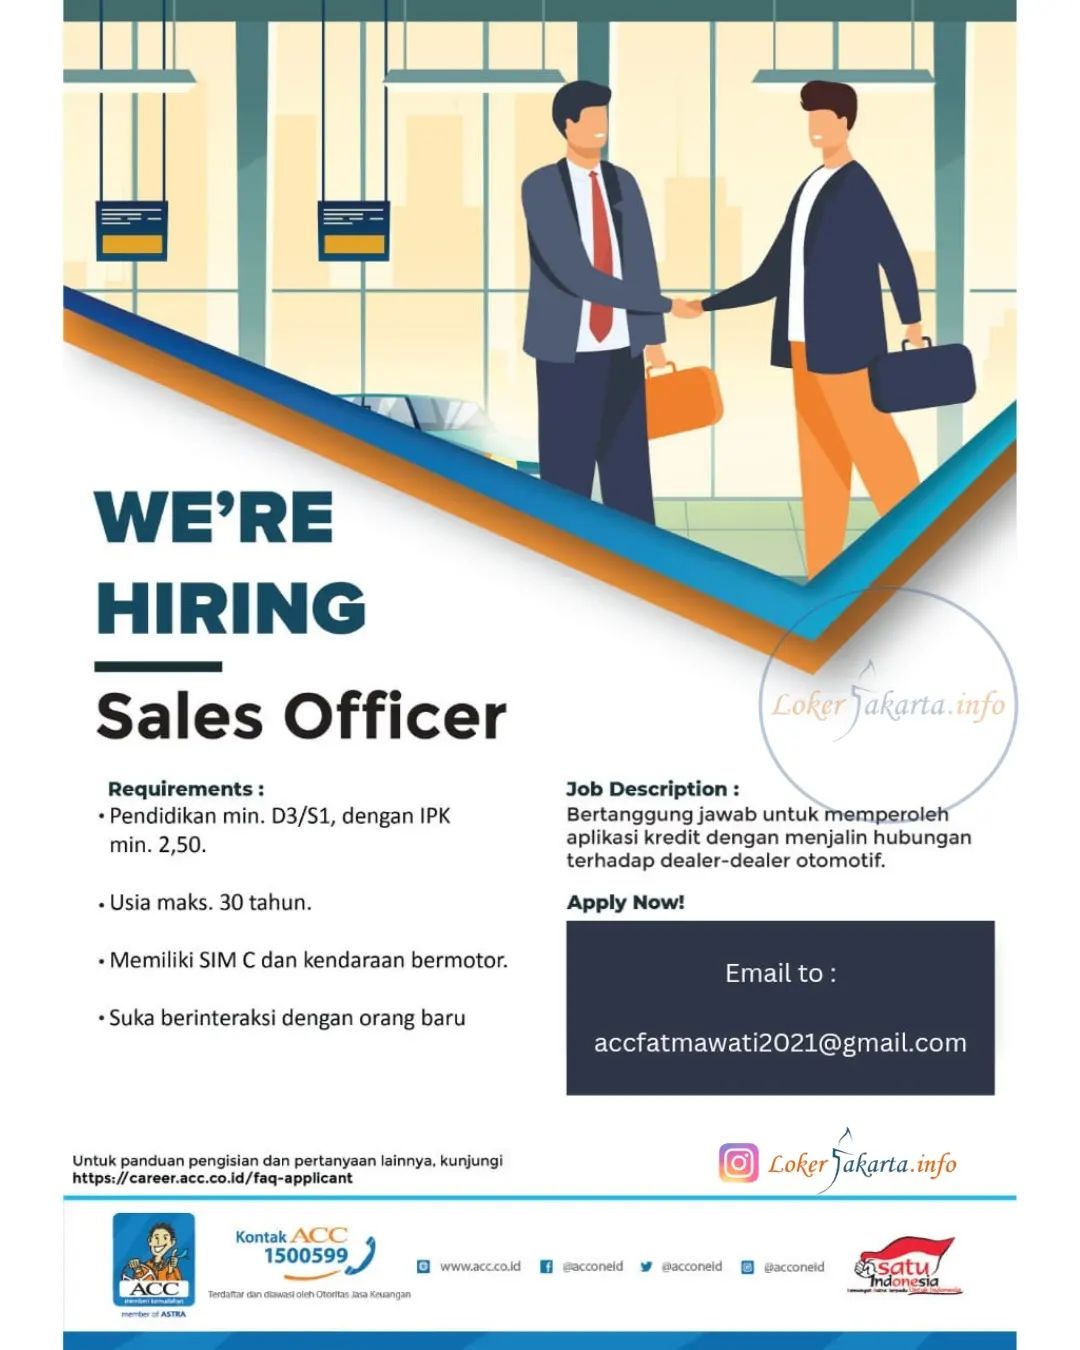 WE'RE
HIRING
Sales Officer
Loker Jakarta.info
Requirements :
• Pendidikan min. D3/S1, dengan IPK
min. 2,50.
• Usia maks. 30 tahun.
• Memiliki SIM C dan kendaraan bermotor.
• Suka berinteraksi dengan orang baru
Job Description :
Bertanggung jawab untuk memperoleh
aplikasi kredit dengan menjalin hubungan
terhadap dealer-dealer otomotif.
Apply Now!
Email to :
accfatmawati2021@gmail.com
Untuk panduan pengisian dan pertanyaan lainnya, kunjungi
https://career.acc.co.id/faq-applicant
Loker Jakarta.info
ACC
memberi kemudahan
member of ASTRA
Kontak ACC
1500599
Terdaftar dan diawasi oleh Otoritas Jasa Keuangan
www.acc.co.id
@acconeid
@acconeid
@acconeid
satu
Indonesia